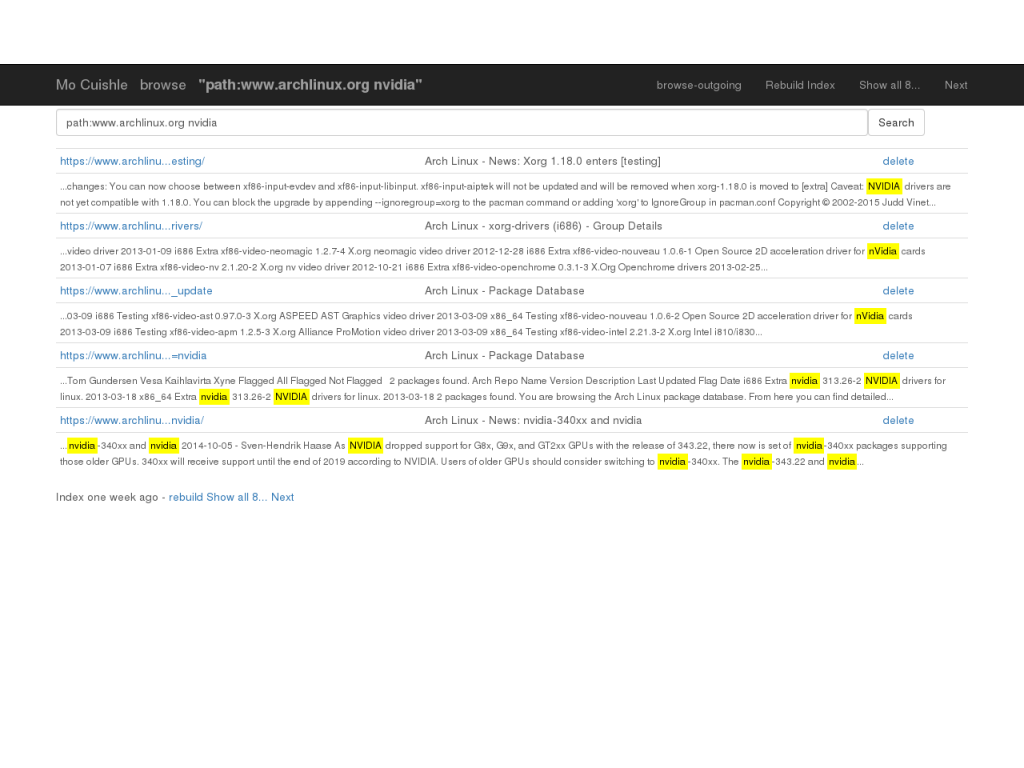 Mo Cuishle browse "path:www.archlinux.org nvidia" browse-outgoing Rebuild Index Show all 8... Next
path:www.archlinux.org nvidia Search
https://www.archlinu...esting/ Arch Linux - News: Xorg 1.18.0 enters [testing] delete
...changes: You can now choose between xf86-input-evdev and xf86-input-libinput. xf86-input-aiptek will not be updated and will be removed when xorg-1.18.0 is moved to [extra] Caveat: NVIDIA drivers are
not yet compatible with 1.18.0. You can block the upgrade by appending --ignoregroup=xorg to the pacman command or adding 'xorg' to IgnoreGroup in pacman.conf Copyright © 2002-2015 Judd Vinet...
https://www.archlinu...rivers/ Arch Linux - xorg-drivers (i686) - Group Details delete
...video driver 2013-01-09 i686 Extra xf86-video-neomagic 1.2.7-4 X.org neomagic video driver 2012-12-28 i686 Extra xf86-video-nouveau 1.0.6-1 Open Source 2D acceleration driver for nVidia cards
2013-01-07 i686 Extra xf86-video-nv 2.1.20-2 X.org nv video driver 2012-10-21 i686 Extra xf86-video-openchrome 0.3.1-3 X.Org Openchrome drivers 2013-02-25...
https://www.archlinu..._update Arch Linux - Package Database delete
...03-09 i686 Testing xf86-video-ast 0.97.0-3 X.org ASPEED AST Graphics video driver 2013-03-09 x86_64 Testing xf86-video-nouveau 1.0.6-2 Open Source 2D acceleration driver for nVidia cards
2013-03-09 i686 Testing xf86-video-apm 1.2.5-3 X.org Alliance ProMotion video driver 2013-03-09 x86_64 Testing xf86-video-intel 2.21.3-2 X.org Intel i810/i830...
https://www.archlinu...=nvidia Arch Linux - Package Database delete
...Tom Gundersen Vesa Kaihlavirta Xyne Flagged All Flagged Not Flagged 2 packages found. Arch Repo Name Version Description Last Updated Flag Date i686 Extra nvidia 313.26-2 NVIDIA drivers for
linux. 2013-03-18 x86_64 Extra nvidia 313.26-2 NVIDIA drivers for linux. 2013-03-18 2 packages found. You are browsing the Arch Linux package database. From here you can find detailed...
https://www.archlinu...nvidia/ Arch Linux - News: nvidia-340xx and nvidia delete
...nvidia-340xx and nvidia 2014-10-05 - Sven-Hendrik Haase As NVIDIA dropped support for G8x, G9x, and GT2xx GPUs with the release of 343.22, there now is set of nvidia-340xx packages supporting
those older GPUs. 340xx will receive support until the end of 2019 according to NVIDIA. Users of older GPUs should consider switching to nvidia-340xx. The nvidia-343.22 and nvidia...
Index one week ago - rebuild Show all 8... Next